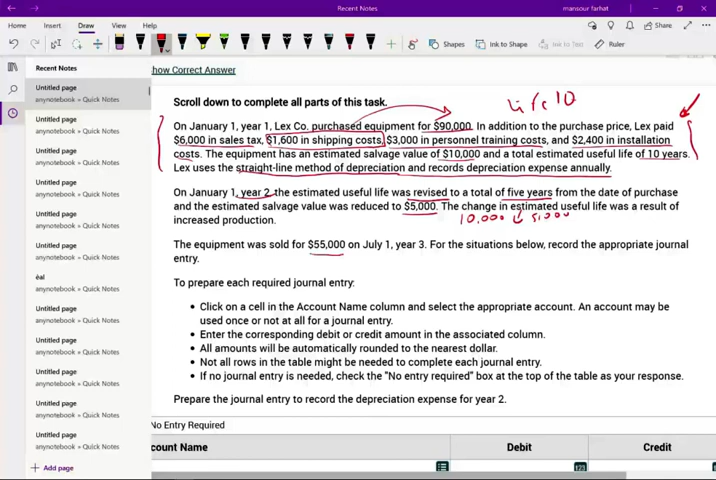 Recent Notes
mansour farhat
Home
Insert
Draw
View
Help
Share
Shapes
Ink to Shape
Ink to Text
Ruler
Recent Notes
Untitled page
anynotebook » Quick Notes
Untitled page
anynotebook » Quick Notes
Untitled page
anynotebook » Quick Notes
Untitled page
anynotebook » Quick Notes
Untitled page
anynotebook » Quick Notes
Untitled page
anynotebook » Quick Notes
èal
anynotebook » Quick Notes
Untitled page
anynotebook » Quick Notes
Untitled page
anynotebook » Quick Notes
Untitled page
anynotebook » Quick Notes
Untitled page
anynotebook » Quick Notes
Untitled page
Add page
how Correct Answer
Scroll down to complete all parts of this task.
life 10
On January 1, year 1, Lex Co. purchased equipment for $90,000. In addition to the purchase price, Lex paid
$6,000 in sales tax, $1,600 in shipping costs, $3,000 in personnel training costs, and $2,400 in installation
costs. The equipment has an estimated salvage value of $10,000 and a total estimated useful life of 10 years.
Lex uses the straight-line method of depreciation and records depreciation expense annually.
On January 1, year 2 the estimated useful life was revised to a total of five years from the date of purchase
and the estimated salvage value was reduced to $5,000. The change in estimated useful life was a result of
increased production.
10,000 5,000
The equipment was sold for $55,000 on July 1, year 3. For the situations below, record the appropriate journal
entry.
To prepare each required journal entry:
• Click on a cell in the Account Name column and select the appropriate account. An account may be
used once or not at all for a journal entry.
• Enter the corresponding debit or credit amount in the associated column.
• All amounts will be automatically rounded to the nearest dollar.
• Not all rows in the table might be needed to complete each journal entry.
• If no journal entry is needed, check the "No entry required" box at the top of the table as your response.
Prepare the journal entry to record the depreciation expense for year 2.
No Entry Required
count Name
Debit
Credit
123